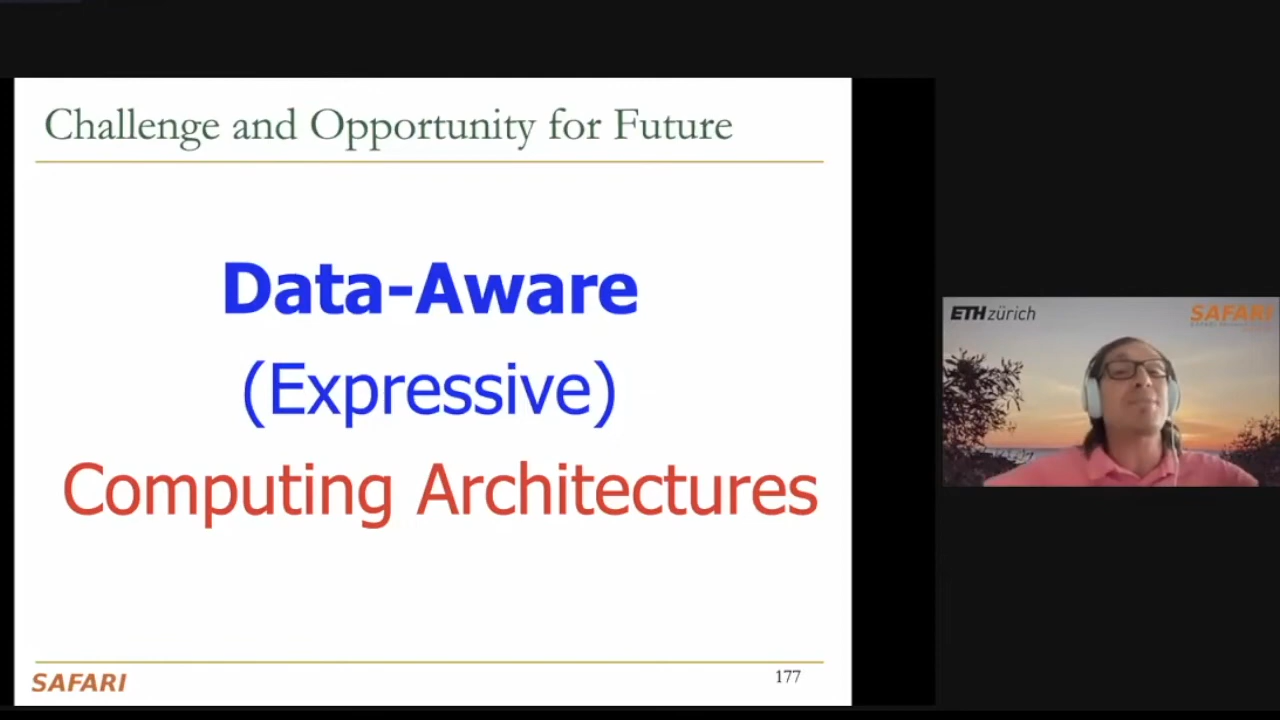 Challenge and Opportunity for Future
Data-Aware
(Expressive)
Computing Architectures
SAFARI
177
ETH zürich
SAFARI